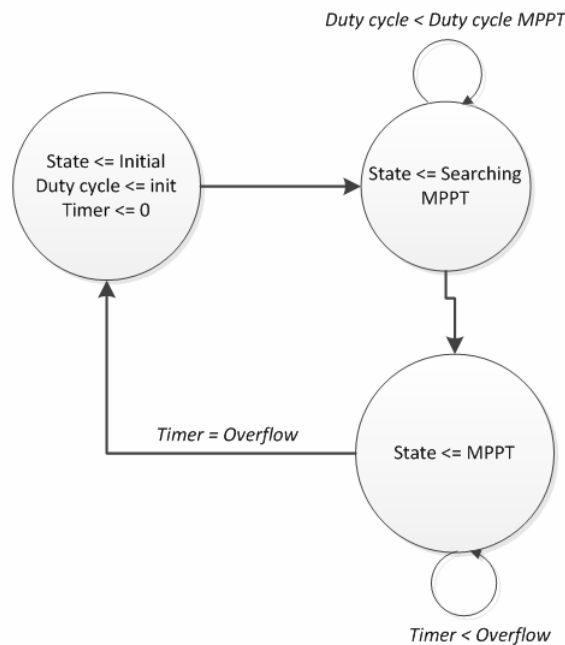 Duty cycle < Duty cycle MPPT
State <= Initial
Duty cycle <= init
Timer <= 0
State <= Searching
MPPT
Timer = Overflow
State <= MPPT
Timer < Overflow